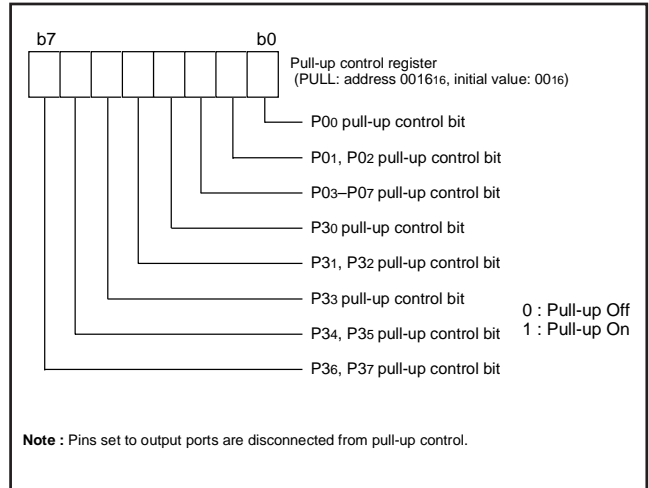 b7 b0
Pull-up control register
(PULL: address 001616, initial value: 0016)
P00 pull-up control bit
P01, P02 pull-up control bit
P03–P07 pull-up control bit
P30 pull-up control bit
P31, P32 pull-up control bit
P33 pull-up control bit
P34, P35 pull-up control bit
P36, P37 pull-up control bit
0 : Pull-up Off
1 : Pull-up On
Note : Pins set to output ports are disconnected from pull-up control.